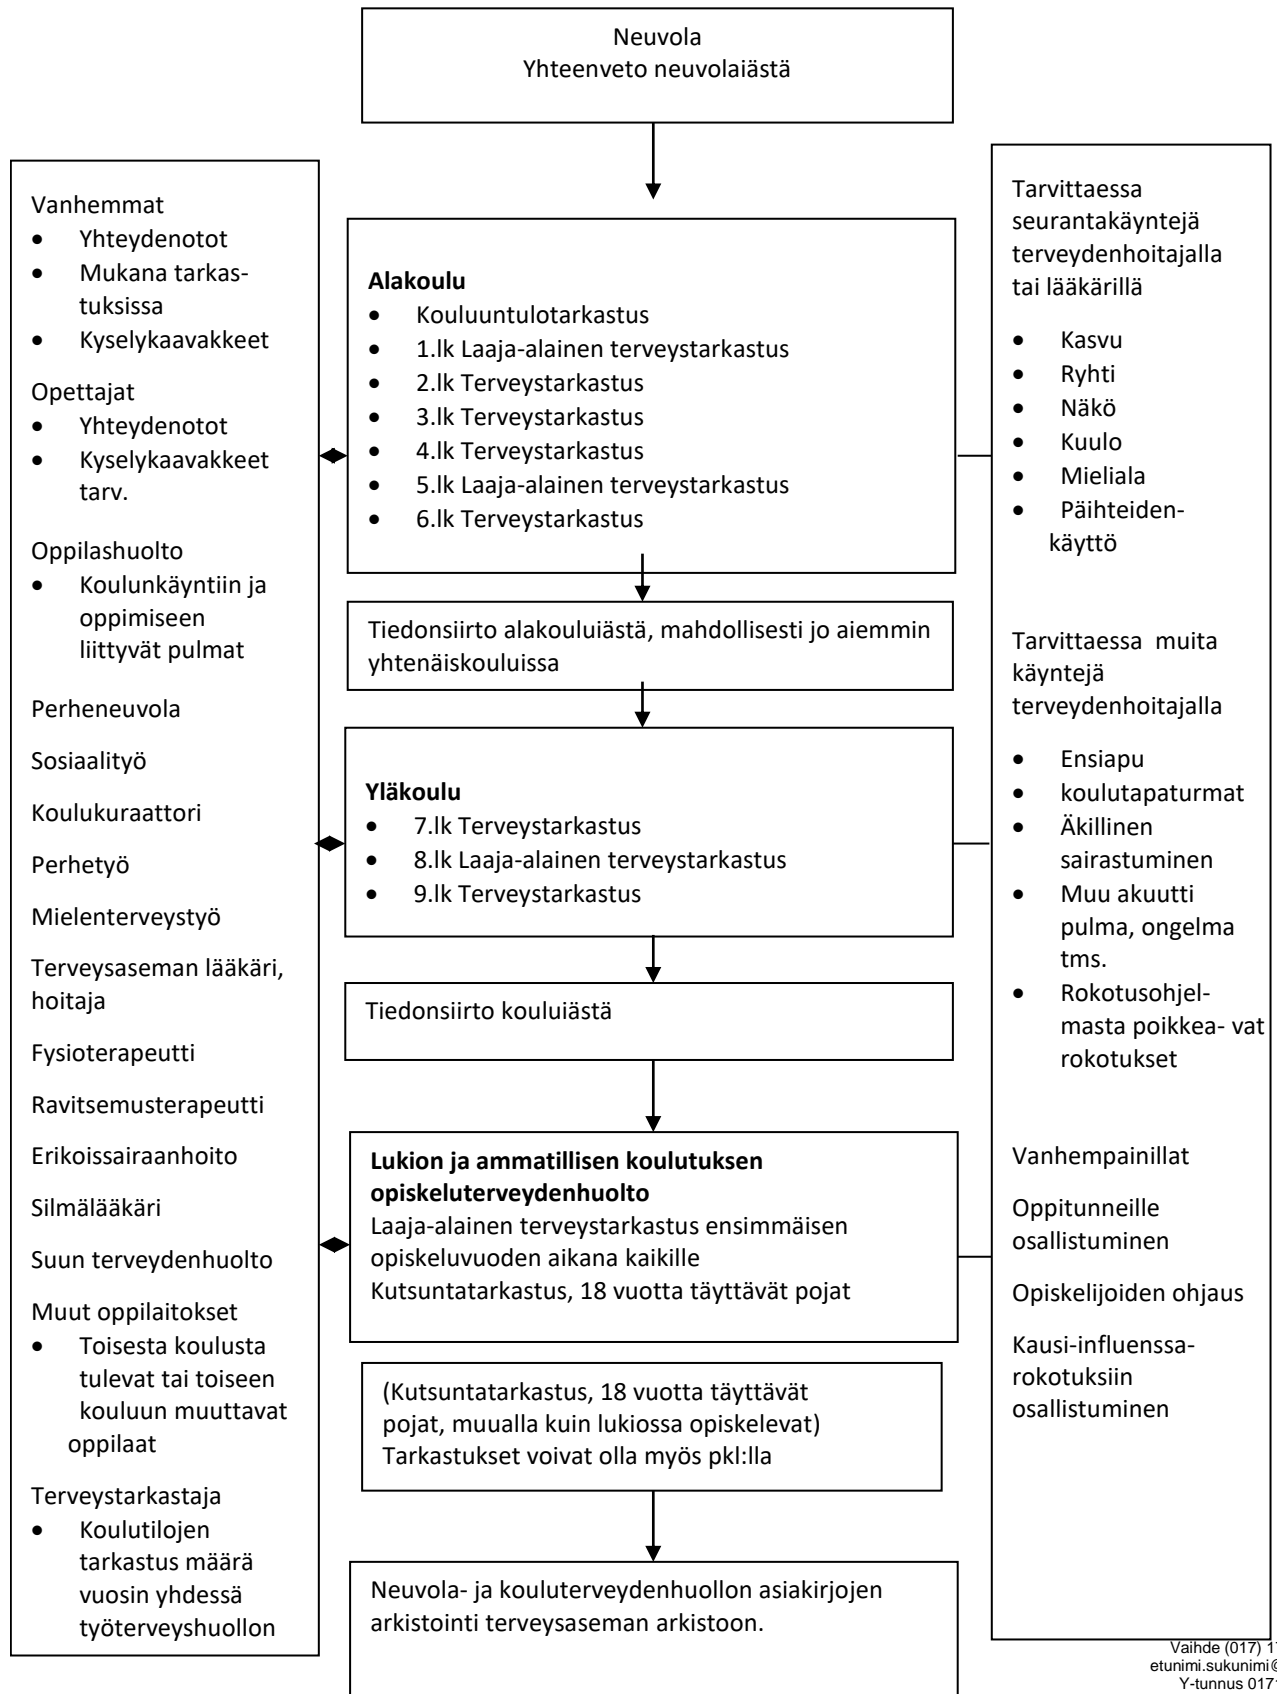 Neuvola
Yhteenveto neuvolaiästä
Vanhemmat
• Yhteydenotot
• Mukana tarkas-
tuksissa
• Kyselykaavakkeet
Opettajat
• Yhteydenotot
• Kyselykaavakkeet
tarv.
Oppilashuolto
• Koulunkäyntiin ja
oppimiseen
liittyvät pulmat
Perheneuvola
Sosiaalityö
Koulukuraattori
Perhetyö
Mielenterveystyö
Terveysaseman lääkäri,
hoitaja
Fysioterapeutti
Ravitsemusterapeutti
Erikoissairaanhoito
Silmälääkäri
Suun terveydenhuolto
Muut oppilaitokset
• Toisesta koulusta
tulevat tai toiseen
kouluun muuttavat
oppilaat
Terveystarkastaja
• Koulutilojen
tarkastus määrä
vuosin yhdessä
työterveyshuollon
Alakoulu
• Kouluuntulotarkastus
• 1.lk Laaja-alainen terveystarkastus
• 2.lk Terveystarkastus
• 3.lk Terveystarkastus
• 4.lk Terveystarkastus
• 5.lk Laaja-alainen terveystarkastus
• 6.lk Terveystarkastus
Tiedonsiirto alakouluiästä, mahdollisesti jo aiemmin
yhtenäiskouluissa
Yläkoulu
• 7.lk Terveystarkastus
• 8.lk Laaja-alainen terveystarkastus
• 9.lk Terveystarkastus
Tiedonsiirto kouluiästä
Lukion ja ammatillisen koulutuksen
opiskeluterveydenhuolto
Laaja-alainen terveystarkastus ensimmäisen
opiskeluvuoden aikana kaikille
Kutsuntatarkastus, 18 vuotta täyttävät pojat
(Kutsuntatarkastus, 18 vuotta täyttävät
pojat, muualla kuin lukiossa opiskelevat)
Tarkastukset voivat olla myös pkl:lla
Neuvola- ja kouluterveydenhuollon asiakirjojen
arkistointi terveysaseman arkistoon.
Tarvittaessa
seurantakäyntejä
terveydenhoitajalla
tai lääkärillä
• Kasvu
• Ryhti
• Näkö
• Kuulo
• Mieliala
• Päihteiden-
käyttö
Tarvittaessa muita
käyntejä
terveydenhoitajalla
• Ensiapu
• koulutapaturmat
• Äkillinen
sairastuminen
• Muu akuutti
pulma, ongelma
tms.
• Rokotusohjel-
masta poikkea- vat
rokotukset
Vanhempainillat
Oppitunneille
osallistuminen
Opiskelijoiden ohjaus
Kausi-influenssa-
rokotuksiin
osallistuminen
Vaihde (017) 17
etunimi.sukunimi@
Y-tunnus 0171